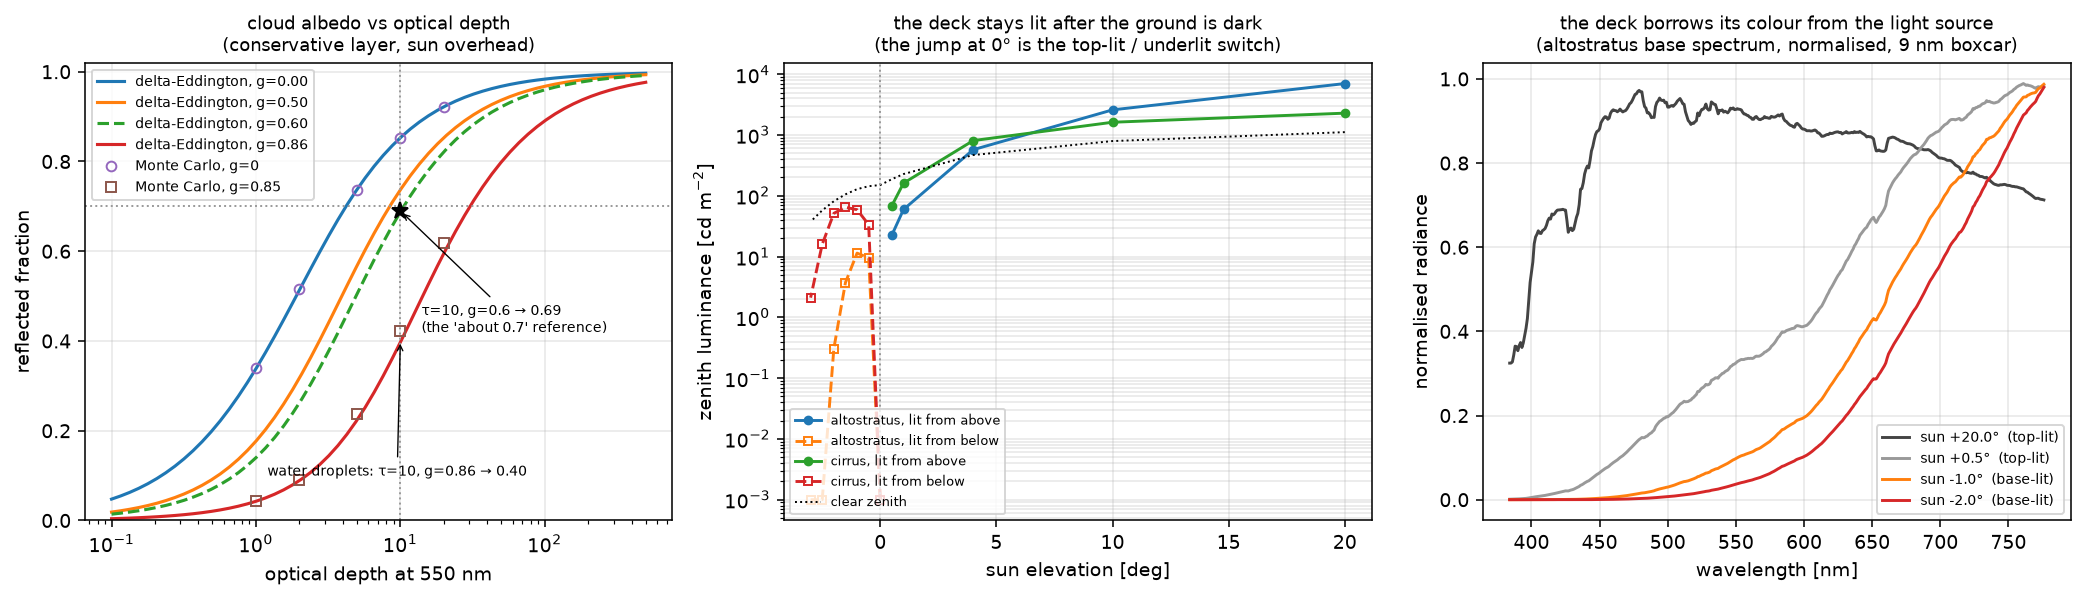 cloud albedo vs optical depth
(conservative layer, sun overhead)
reflected fraction
1.0
0.8
0.6
0.4
0.2
0.0
delta-Eddington, g=0.00
delta-Eddington, g=0.50
delta-Eddington, g=0.60
delta-Eddington, g=0.86
Monte Carlo, g=0
Monte Carlo, g=0.85
τ=10, g=0.6 → 0.69
(the 'about 0.7' reference)
water droplets: τ=10, g=0.86 → 0.40
10⁻¹ 10⁰ 10¹ 10²
optical depth at 550 nm
the deck stays lit after the ground is dark
(the jump at 0° is the top-lit / underlit switch)
zenith luminance [cd m⁻²]
10⁴
10³
10²
10¹
10⁰
10⁻¹
10⁻²
10⁻³
altostratus, lit from above
altostratus, lit from below
cirrus, lit from above
cirrus, lit from below
clear zenith
0 5 10 15 20
sun elevation [deg]
the deck borrows its colour from the light source
(altostratus base spectrum, normalised, 9 nm boxcar)
normalised radiance
1.0
0.8
0.6
0.4
0.2
0.0
sun +20.0° (top-lit)
sun +0.5° (top-lit)
sun -1.0° (base-lit)
sun -2.0° (base-lit)
400 450 500 550 600 650 700 750
wavelength [nm]